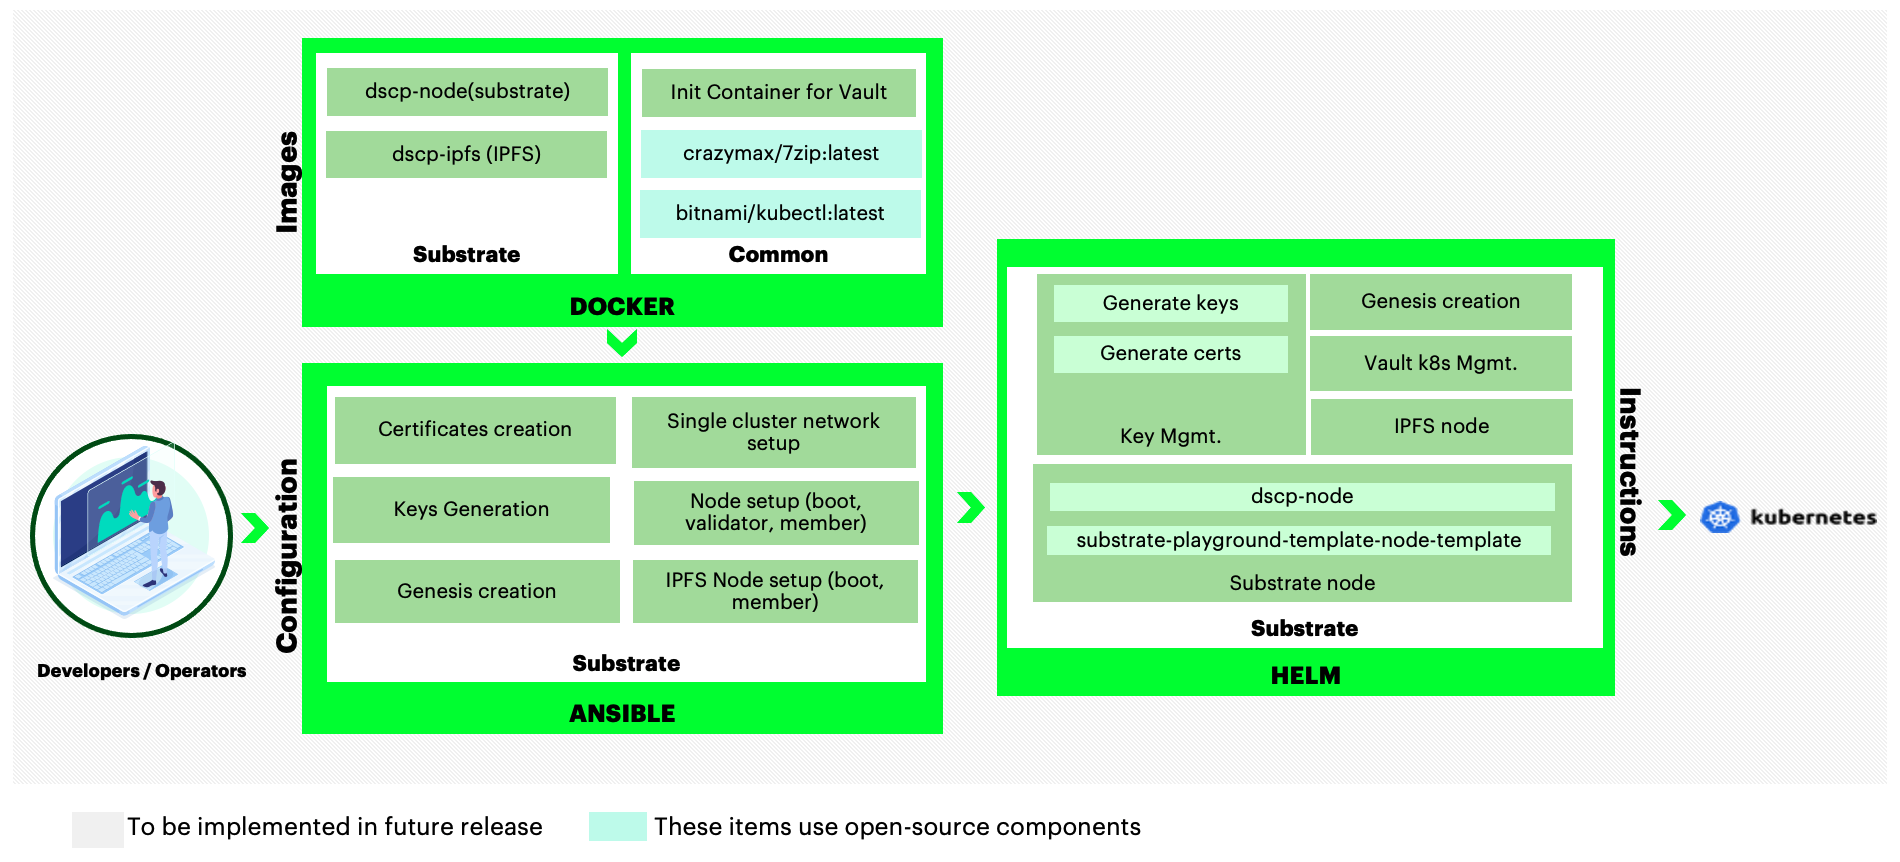 Images
dscp-node(substrate)
dscp-ipfs (IPFS)
Substrate
Init Container for Vault
crazymax/7zip:latest
bitnami/kubectl:latest
Common
DOCKER
Developers / Operators
Configuration
Certificates creation
Keys Generation
Genesis creation
Single cluster network
setup
Node setup (boot,
validator, member)
IPFS Node setup (boot,
member)
Substrate
ANSIBLE
Generate keys
Generate certs
Key Mgmt.
Genesis creation
Vault k8s Mgmt.
IPFS node
dscp-node
substrate-playground-template-node-template
Substrate node
Substrate
HELM
Instructions
kubernetes
To be implemented in future release
These items use open-source components